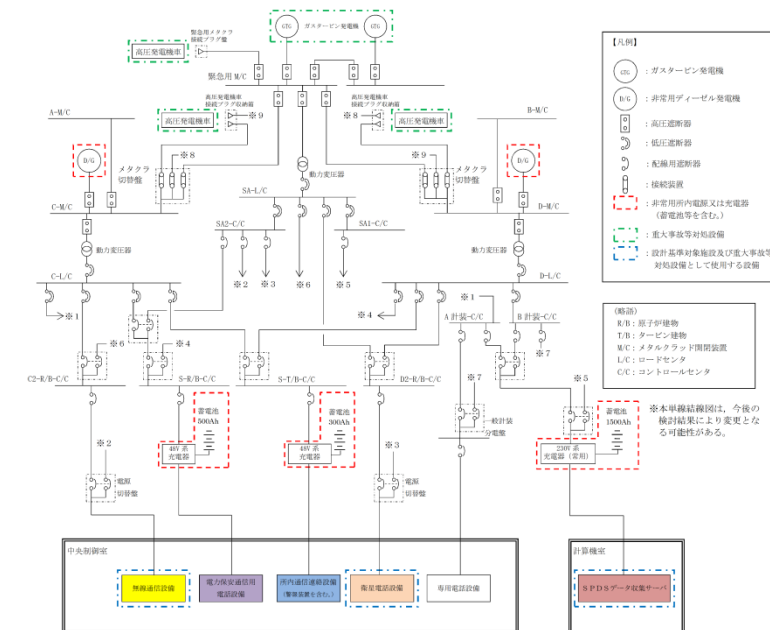 緊急用メタクラ
接続プラグ盤
高圧発電機車
GTG
ガスタービン発電機
GTG
緊急用 M/C
A-M/C
高圧発電機車
接続プラグ収納箱
※9
高圧発電機車
高圧発電機車
接続プラグ収納箱
※8
高圧発電機車
B-M/C
D/G
※8
メタクラ
切替盤
動力変圧器
※9
メタクラ
切替盤
D/G
C-M/C
SA-L/C
D-M/C
動力変圧器
SA2-C/C
SA1-C/C
動力変圧器
C-L/C
※2
※3
※6
※5
D-L/C
※1
※4
※1
A 計装-C/C
B 計装-C/C
※6
※4
※7
※7
※5
C2-R/B-C/C
S-R/B-C/C
S-T/B-C/C
D2-R/B-C/C
蓄電池
500Ah
48V 系
充電器
蓄電池
300Ah
48V 系
充電器
一般計装
分電盤
蓄電池
1500Ah
230V 系
充電器(常用)
※2
電源
切替盤
※3
電源
切替盤
中央制御室
無線通信設備
電力保安通信用
電話設備
所内通信連絡設備
(警報装置を含む。)
衛星電話設備
専用電話設備
計算機室
SPDSデータ収集サーバ
【凡例】
GTG
:ガスタービン発電機
D/G
:非常用ディーゼル発電機
:高圧遮断器
:低圧遮断器
:配線用遮断器
:接続装置
:非常用所内電源又は充電器
(蓄電池等を含む。)
:重大事故等対処設備
:設計基準対象施設及び重大事故等
対処設備として使用する設備
(略語)
R/B:原子炉建物
T/B:タービン建物
M/C:メタルクラッド開閉装置
L/C:ロードセンタ
C/C:コントロールセンタ
※本単線結線図は、今後の
検討結果により変更とな
る可能性がある。